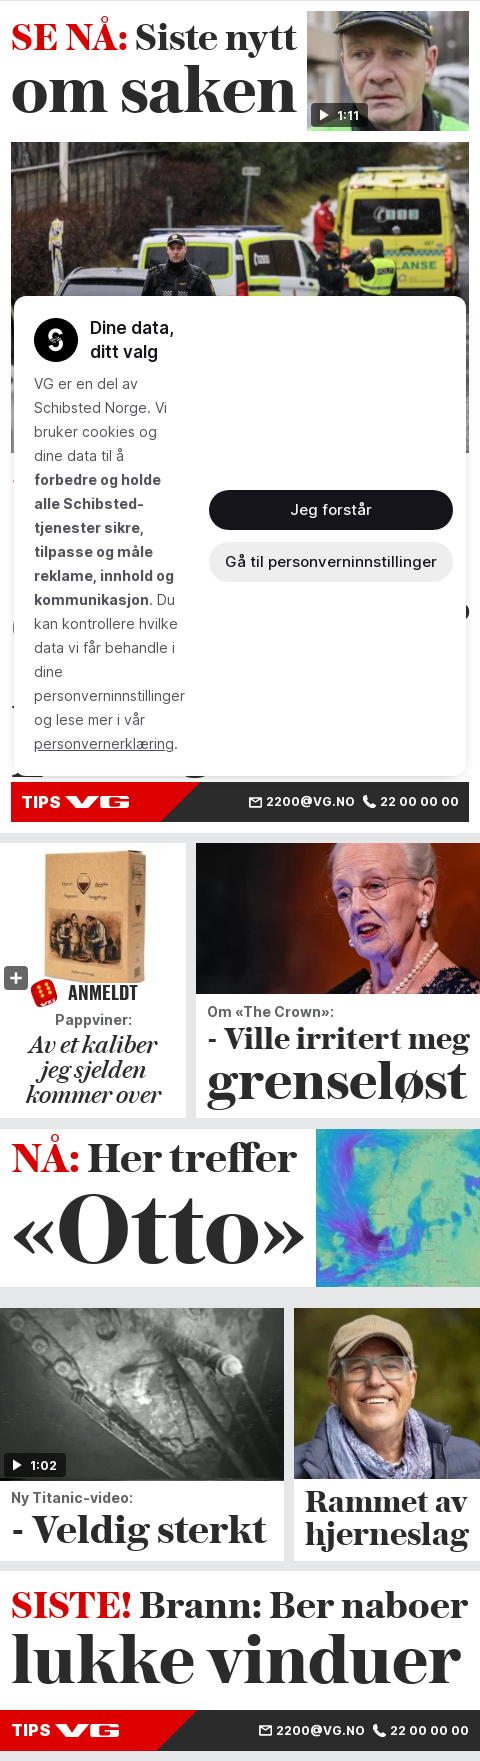 SE NÅ: Siste nytt
om saken
1:11
Dine data,
ditt valg
VG er en del av
Schibsted Norge. Vi
bruker cookies og
dine data til å
forbedre og holde
alle Schibsted-
tjenester sikre,
tilpasse og måle
reklame, innhold og
kommunikasjon. Du
kan kontrollere hvilke
data vi får behandle i
dine
personverninnstillinger
og lese mer i vår
personvernerklæring.
Jeg forstår
Gå til personverninnstillinger
TIPS VG 2200@VG.NO 22 00 00 00
ANMELDT
Pappviner:
Av et kaliber
jeg sjelden
kommer over
Om «The Crown»:
- Ville irritert meg
grenseløst
NÅ: Her treffer
«Otto»
1:02
Ny Titanic-video:
- Veldig sterkt
Rammet av
hjerneslag
SISTE! Brann: Ber naboer
lukke vinduer
TIPS VG 2200@VG.NO 22 00 00 00